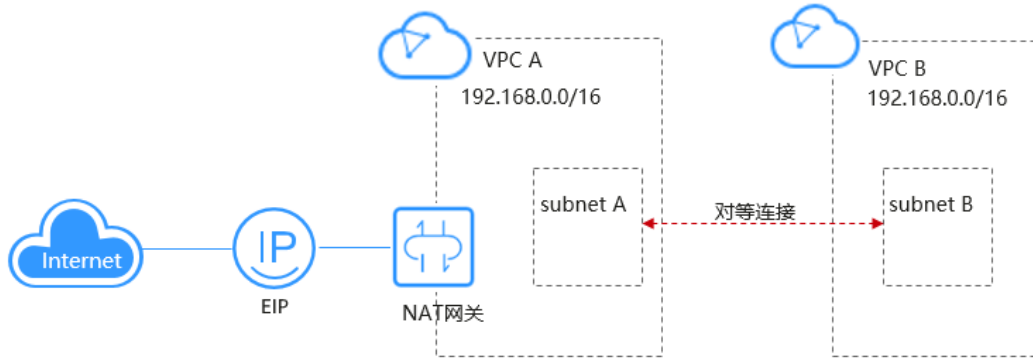 VPC A
192.168.0.0/16
VPC B
192.168.0.0/16
subnet A
对等连接
subnet B
Internet
IP
EIP
NAT网关